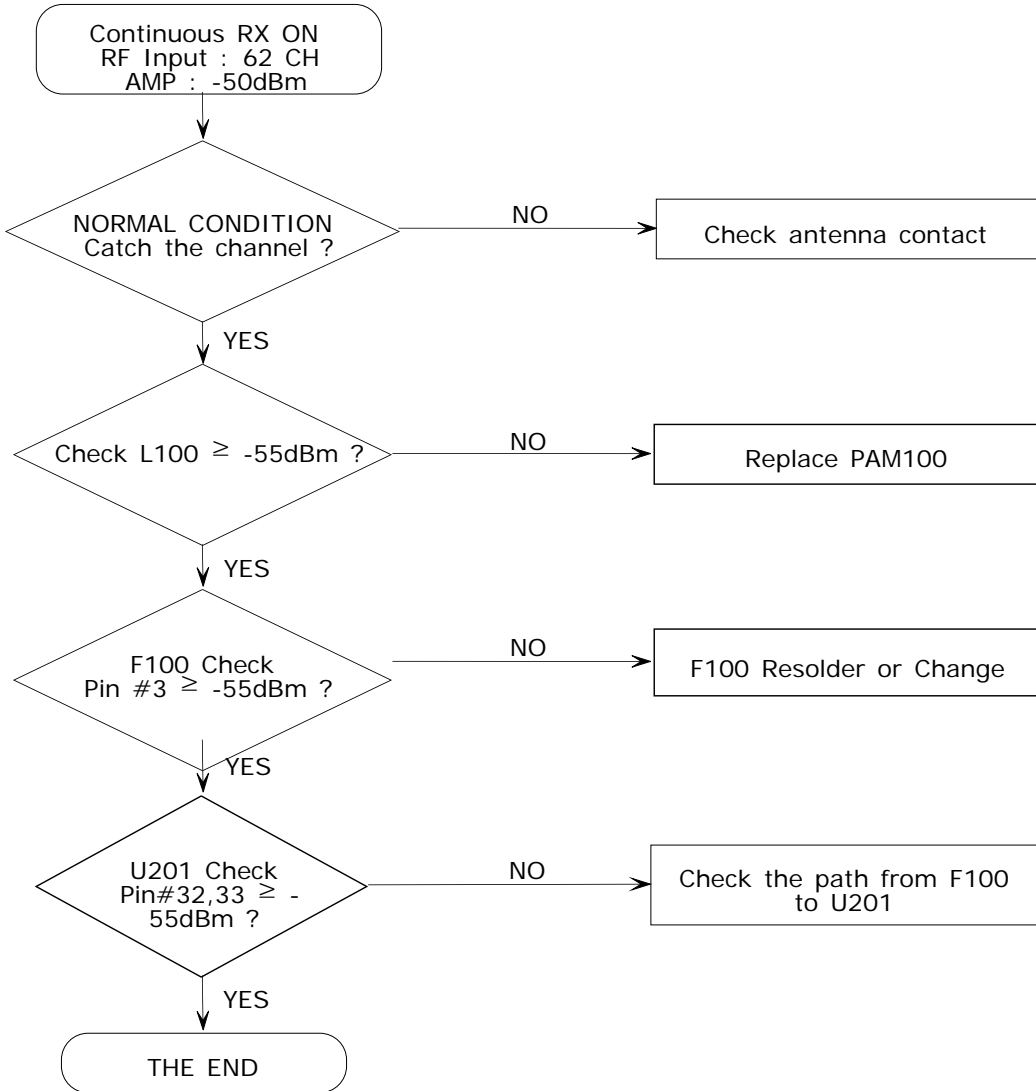 Continuous RX ON
RF Input : 62 CH
AMP : -50dBm
NORMAL CONDITION
Catch the channel ?
NO
Check antenna contact
YES
Check L100 ≥ -55dBm ?
NO
Replace PAM100
YES
F100 Check
Pin #3 ≥ -55dBm ?
NO
F100 Resolder or Change
YES
U201 Check
Pin#32,33 ≥ -
55dBm ?
NO
Check the path from F100
to U201
YES
THE END